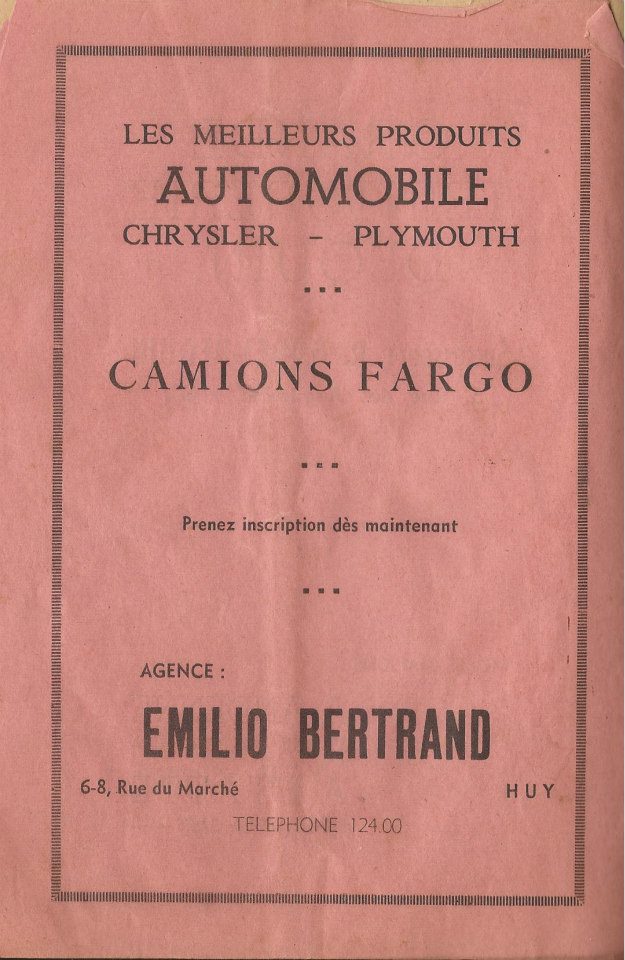 LES MEILLEURS PRODUITS
AUTOMOBILE
CHRYSLER - PLYMOUTH
CAMIONS FARGO
Prenez inscription dès maintenant
AGENCE :
EMILIO BERTRAND
6-8, Rue du Marché HUY
TELEPHONE 124.00